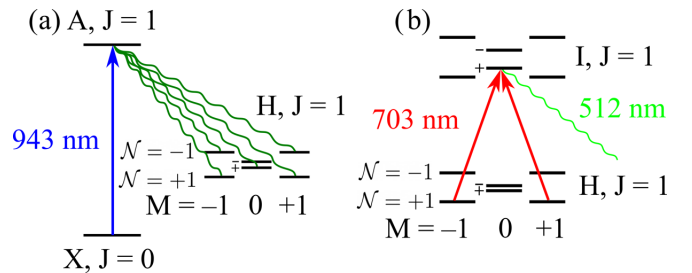 (a) A, J = 1
943 nm
H, J = 1
𝒩 = −1
−
+
𝒩 = +1
M = −1 0 +1
X, J = 0
(b)
−
+
I, J = 1
703 nm
512 nm
𝒩 = −1
∓
𝒩 = +1
H, J = 1
M = −1 0 +1